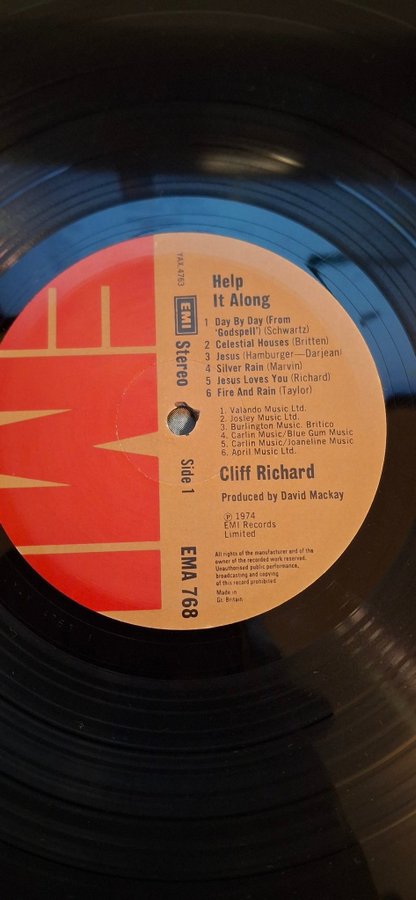 EMI
YAX. 4763
EMI Stereo
Side 1
EMA 768
Help
It Along
1 Day By Day (From
'Godspell') (Schwartz)
2 Celestial Houses (Britten)
3 Jesus (Hamburger—Darjean)
4 Silver Rain (Marvin)
5 Jesus Loves You (Richard)
6 Fire And Rain (Taylor)
1. Valando Music Ltd.
2. Josley Music Ltd.
3. Burlington Music. Britico
4. Carlin Music/Blue Gum Music
5. Carlin Music/Joaneline Music
6. April Music Ltd.
Cliff Richard
Produced by David Mackay
℗ 1974
EMI Records
Limited
All rights of the manufacturer and of the
owner of the recorded work reserved.
Unauthorised public performance,
broadcasting and copying
of this record prohibited
Made in
Gt. Britain